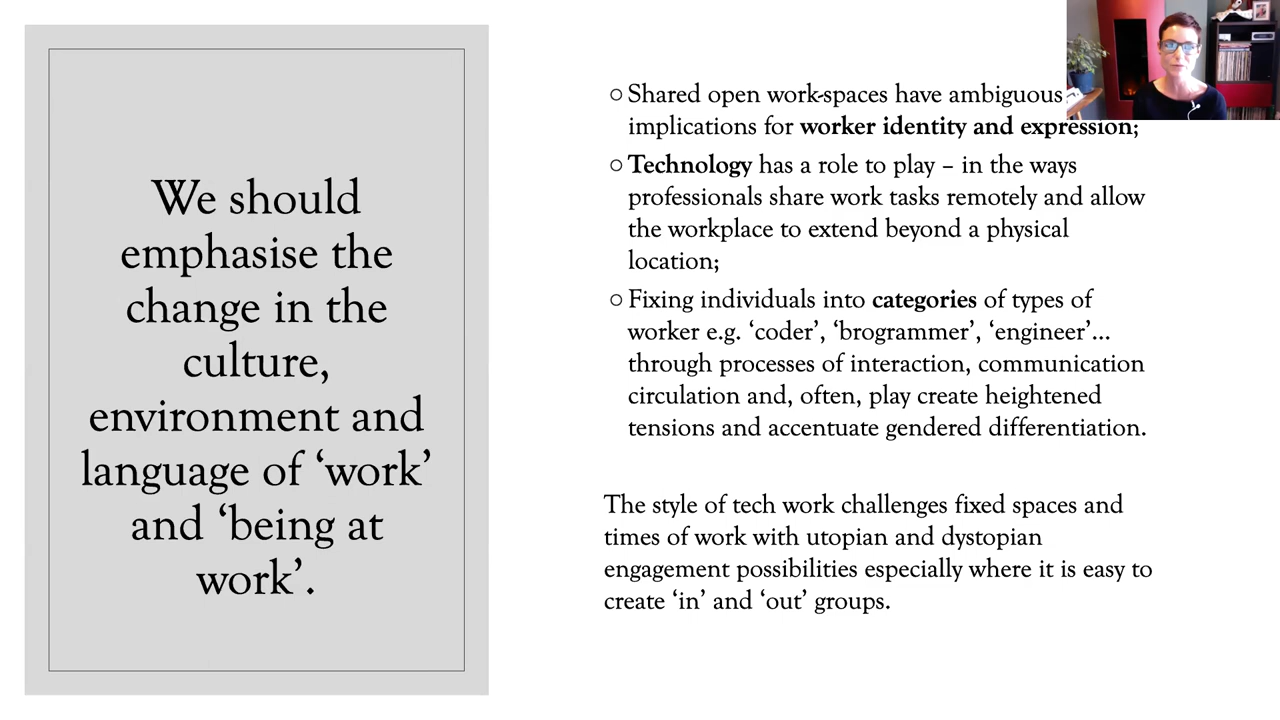 We should
emphasise the
change in the
culture,
environment and
language of ‘work’
and ‘being at
work’.
○ Shared open work-spaces have ambiguous
implications for worker identity and expression;
○ Technology has a role to play – in the ways
professionals share work tasks remotely and allow
the workplace to extend beyond a physical
location;
○ Fixing individuals into categories of types of
worker e.g. ‘coder’, ‘brogrammer’, ‘engineer’…
through processes of interaction, communication
circulation and, often, play create heightened
tensions and accentuate gendered differentiation.
The style of tech work challenges fixed spaces and
times of work with utopian and dystopian
engagement possibilities especially where it is easy to
create ‘in’ and ‘out’ groups.